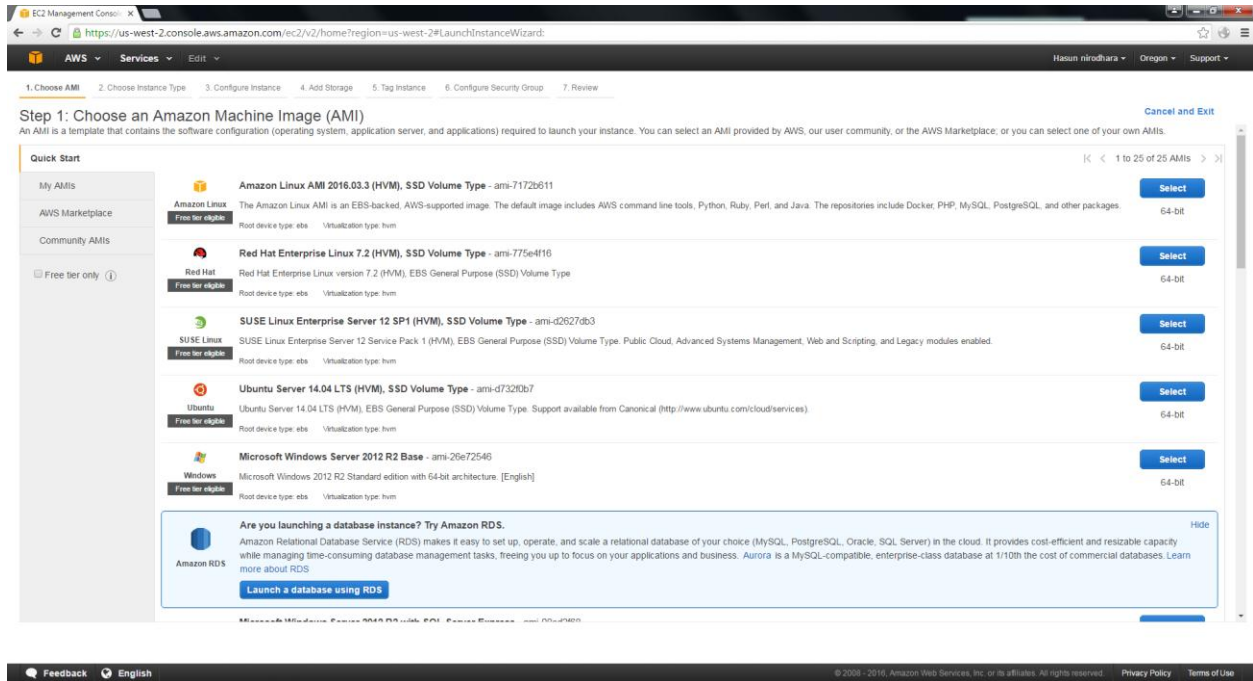 EC2 Management Consol
https://us-west-2.console.aws.amazon.com/ec2/v2/home?region=us-west-2#LaunchInstanceWizard:
AWS Services Edit Hasun nirodhara Oregon Support
1. Choose AMI 2. Choose Instance Type 3. Configure Instance 4. Add Storage 5. Tag Instance 6. Configure Security Group 7. Review
Step 1: Choose an Amazon Machine Image (AMI)
Cancel and Exit
An AMI is a template that contains the software configuration (operating system, application server, and applications) required to launch your instance. You can select an AMI provided by AWS, our user community, or the AWS Marketplace; or you can select one of your own AMIs.
Quick Start
My AMIs
AWS Marketplace
Community AMIs
Free tier only
1 to 25 of 25 AMIs
Amazon Linux
Free tier eligible
Amazon Linux AMI 2016.03.3 (HVM), SSD Volume Type - ami-7172b611
The Amazon Linux AMI is an EBS-backed, AWS-supported image. The default image includes AWS command line tools, Python, Ruby, Perl, and Java. The repositories include Docker, PHP, MySQL, PostgreSQL, and other packages.
Root device type: ebs Virtualization type: hvm
Select
64-bit
Red Hat
Free tier eligible
Red Hat Enterprise Linux 7.2 (HVM), SSD Volume Type - ami-775e4f16
Red Hat Enterprise Linux version 7.2 (HVM), EBS General Purpose (SSD) Volume Type
Root device type: ebs Virtualization type: hvm
Select
64-bit
SUSE Linux
Free tier eligible
SUSE Linux Enterprise Server 12 SP1 (HVM), SSD Volume Type - ami-d2627db3
SUSE Linux Enterprise Server 12 Service Pack 1 (HVM), EBS General Purpose (SSD) Volume Type. Public Cloud, Advanced Systems Management, Web and Scripting, and Legacy modules enabled.
Root device type: ebs Virtualization type: hvm
Select
64-bit
Ubuntu
Free tier eligible
Ubuntu Server 14.04 LTS (HVM), SSD Volume Type - ami-d732f0b7
Ubuntu Server 14.04 LTS (HVM), EBS General Purpose (SSD) Volume Type. Support available from Canonical (http://www.ubuntu.com/cloud/services).
Root device type: ebs Virtualization type: hvm
Select
64-bit
Windows
Free tier eligible
Microsoft Windows Server 2012 R2 Base - ami-26e72546
Microsoft Windows 2012 R2 Standard edition with 64-bit architecture. [English]
Root device type: ebs Virtualization type: hvm
Select
64-bit
Amazon RDS
Are you launching a database instance? Try Amazon RDS.
Hide
Amazon Relational Database Service (RDS) makes it easy to set up, operate, and scale a relational database of your choice (MySQL, PostgreSQL, Oracle, SQL Server) in the cloud. It provides cost-efficient and resizable capacity
while managing time-consuming database management tasks, freeing you up to focus on your applications and business. Aurora is a MySQL-compatible, enterprise-class database at 1/10th the cost of commercial databases. Learn
more about RDS
Launch a database using RDS
Microsoft Windows Server 2012 R2 with SQL Server Express
Feedback English © 2008 - 2016, Amazon Web Services, Inc. or its affiliates. All rights reserved. Privacy Policy Terms of Use